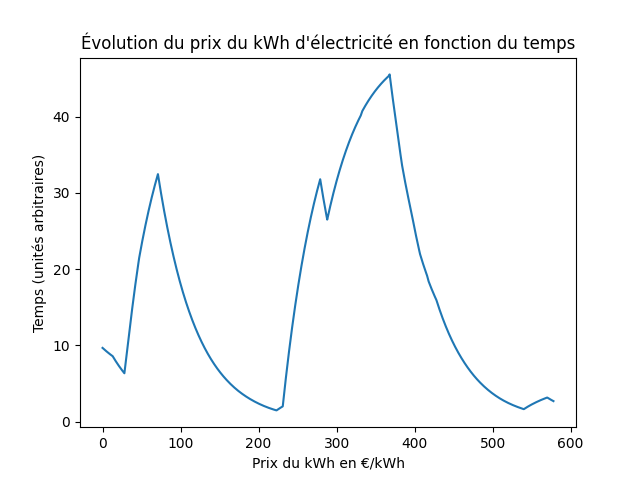 Évolution du prix du kWh d'électricité en fonction du temps
Temps (unités arbitraires)
40
30
20
10
0
0 100 200 300 400 500 600
Prix du kWh en €/kWh